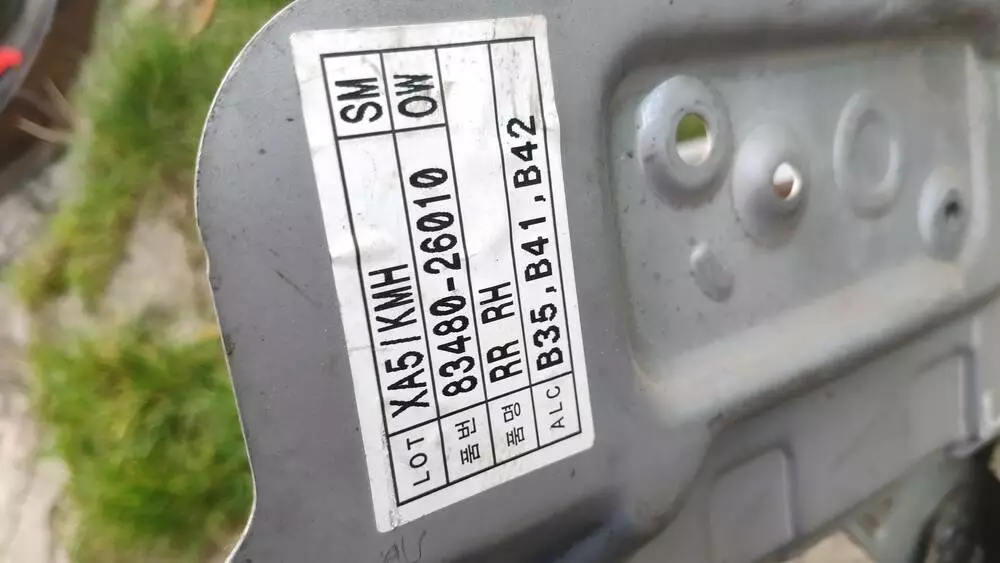 LOT XA5/KMH SM
품번 83480-26010 OW
품명 RR RH
ALC B35,B41,B42